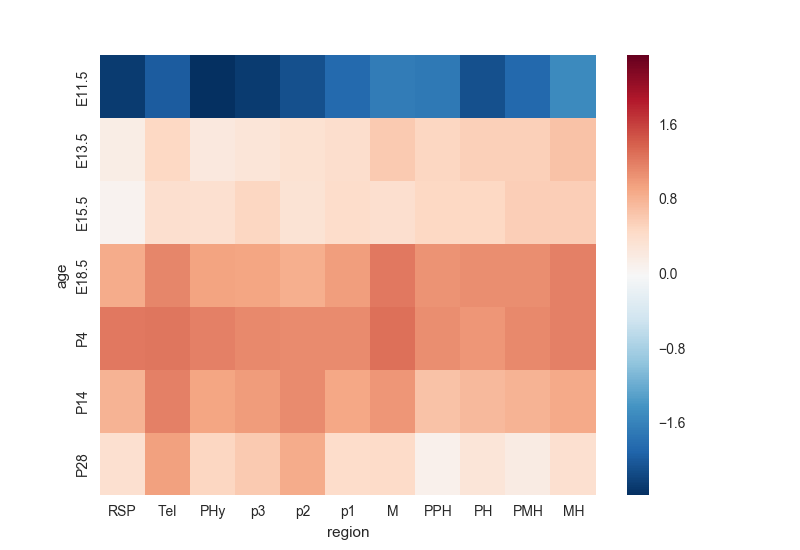 age
E11.5
E13.5
E15.5
E18.5
P4
P14
P28
RSP Tel PHy p3 p2 p1 M PPH PH PMH MH
region
1.6
0.8
0.0
−0.8
−1.6